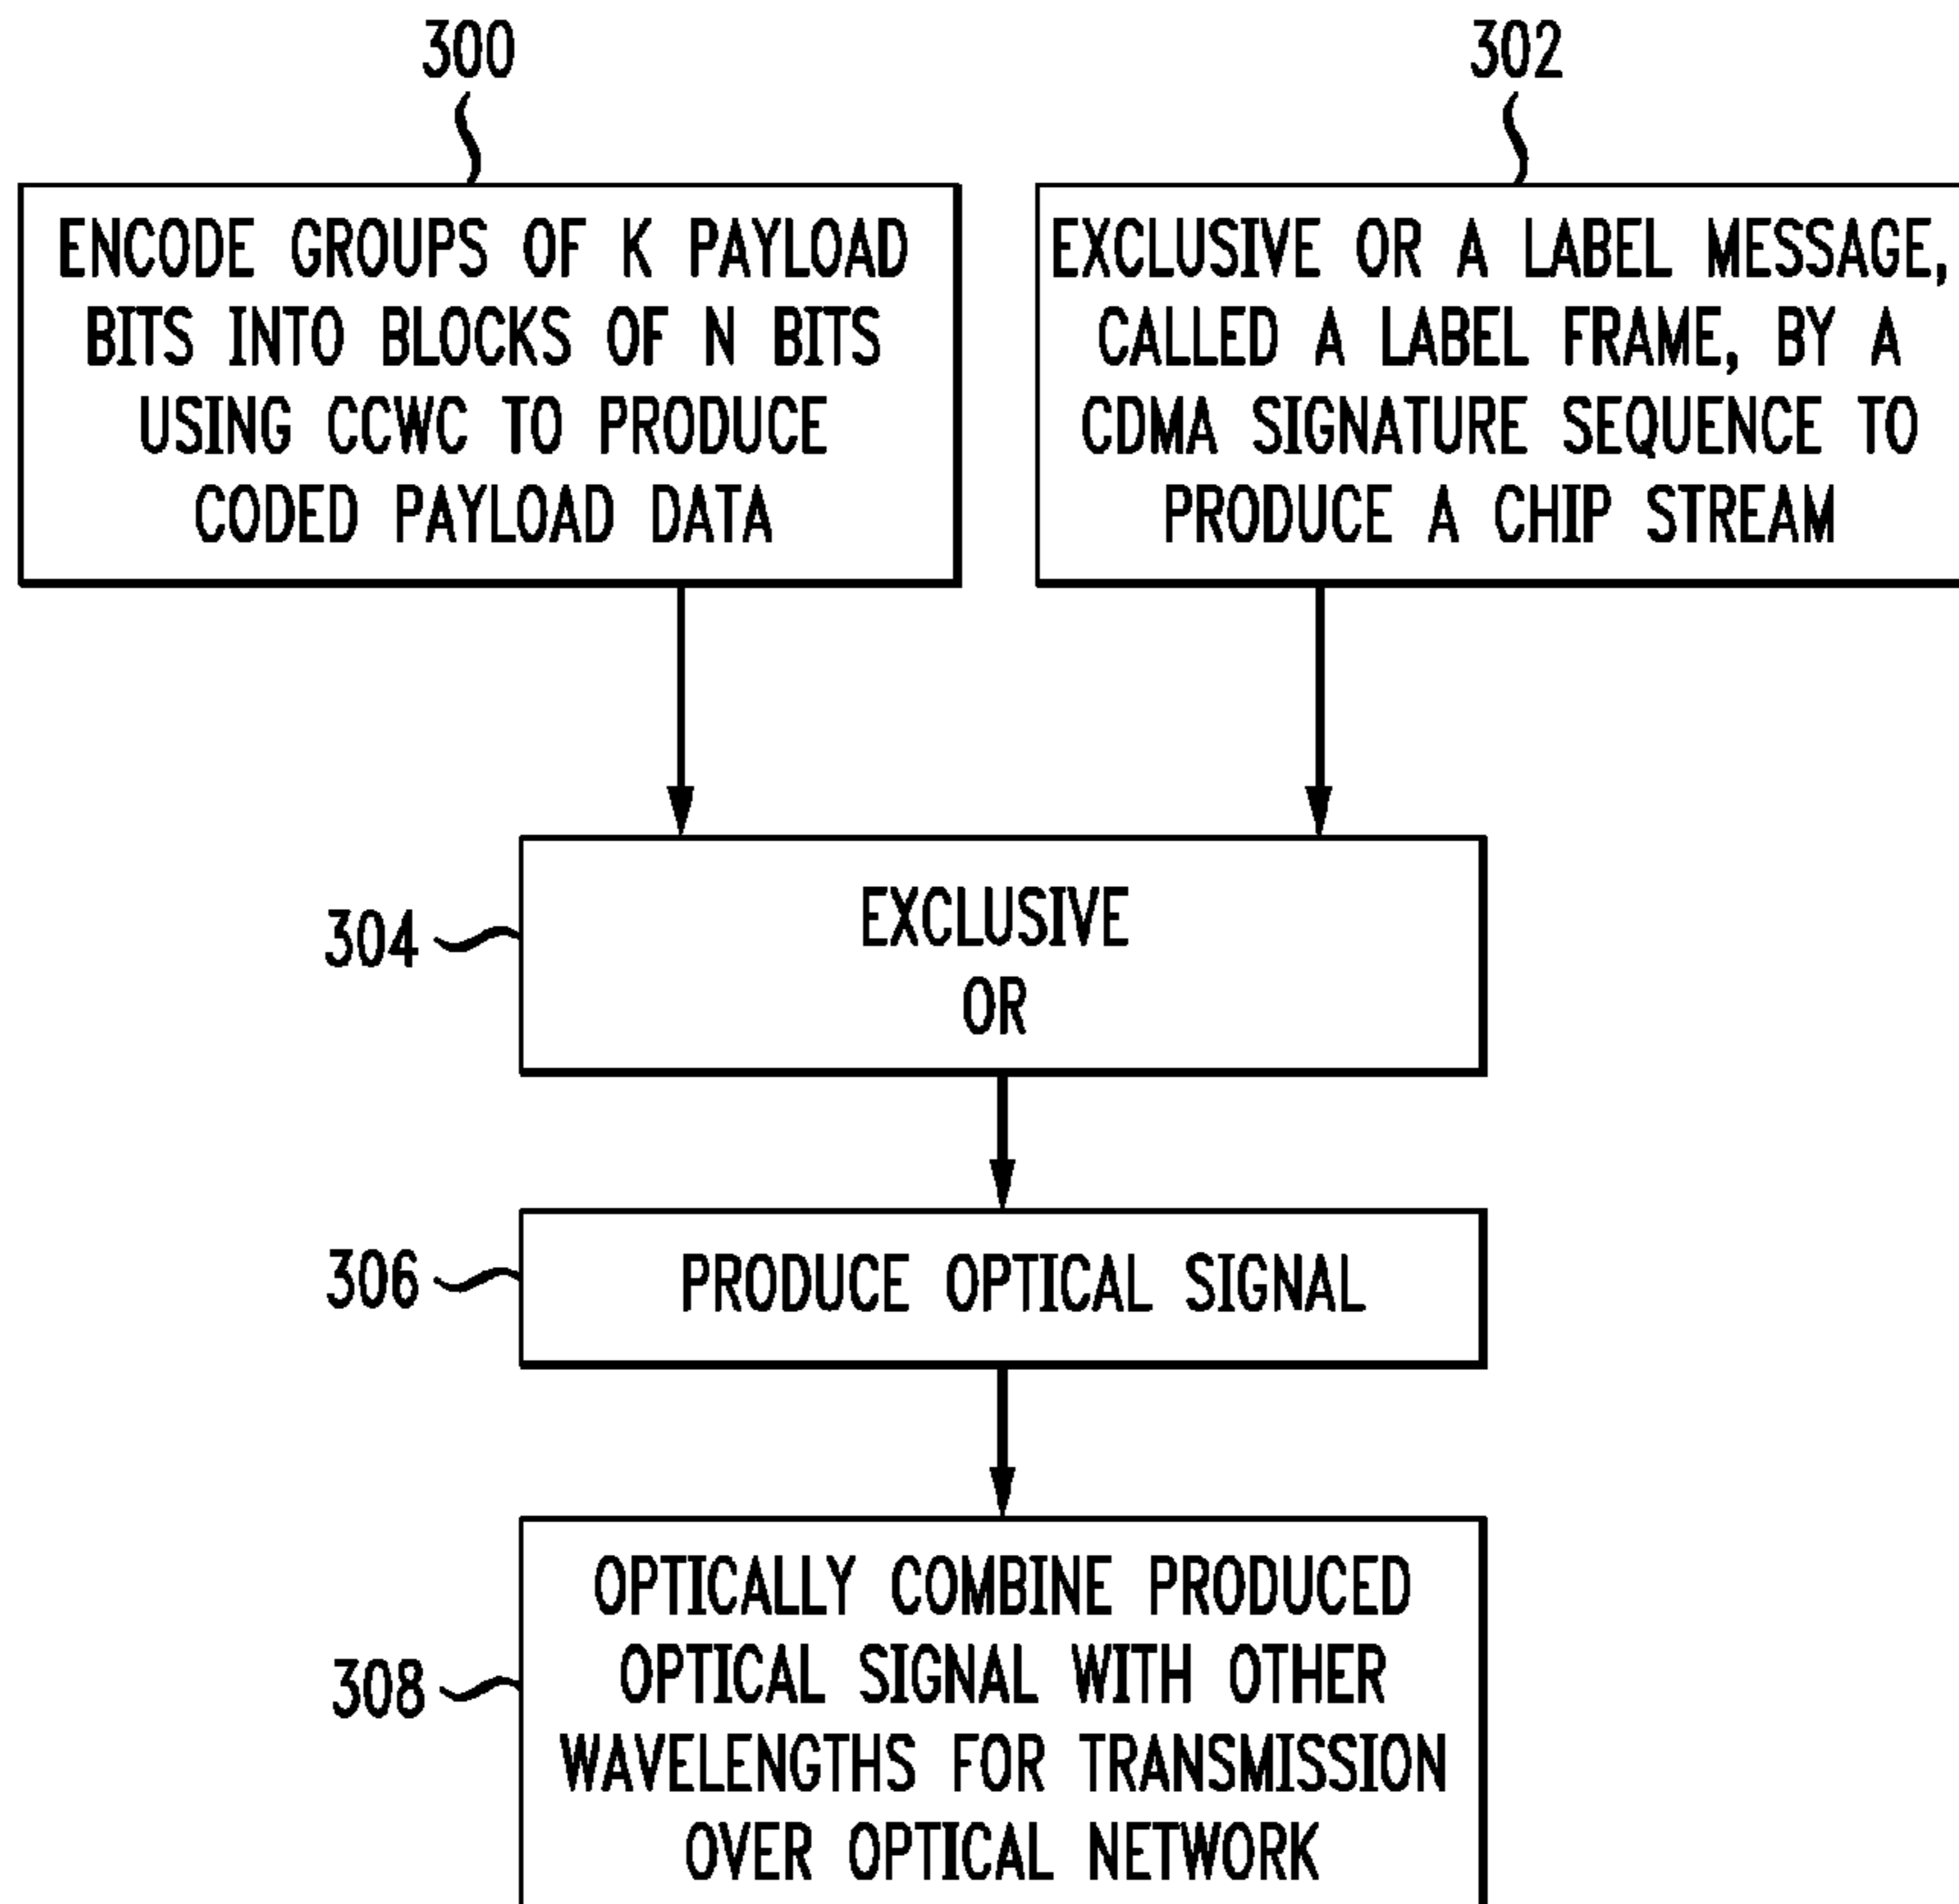 300
ENCODE GROUPS OF K PAYLOAD
BITS INTO BLOCKS OF N BITS
USING CCWC TO PRODUCE
CODED PAYLOAD DATA
302
EXCLUSIVE OR A LABEL MESSAGE,
CALLED A LABEL FRAME, BY A
CDMA SIGNATURE SEQUENCE TO
PRODUCE A CHIP STREAM
304
EXCLUSIVE
OR
306
PRODUCE OPTICAL SIGNAL
308
OPTICALLY COMBINE PRODUCED
OPTICAL SIGNAL WITH OTHER
WAVELENGTHS FOR TRANSMISSION
OVER OPTICAL NETWORK